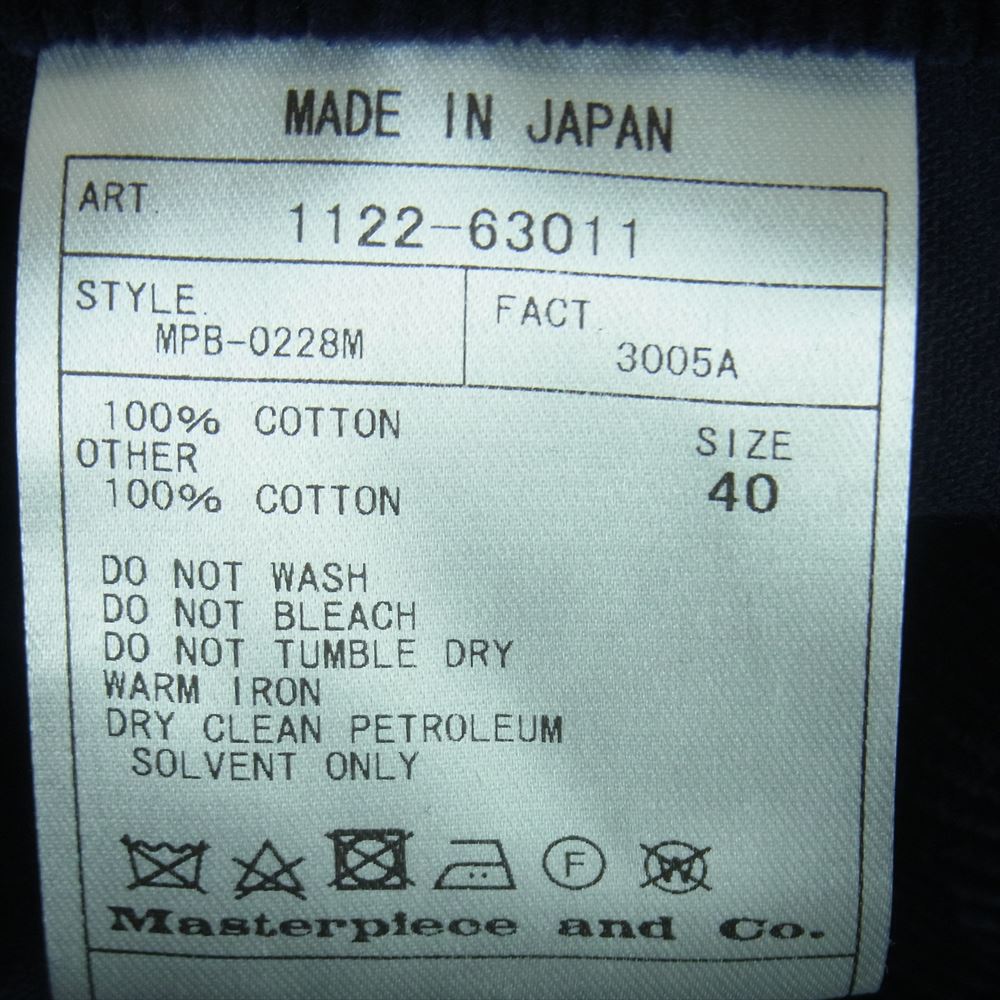 MADE IN JAPAN
ART.
1122-63011
STYLE.
MPB-0228M
FACT.
3005A
100% COTTON
OTHER
100% COTTON
SIZE
40
DO NOT WASH
DO NOT BLEACH
DO NOT TUMBLE DRY
WARM IRON
DRY CLEAN PETROLEUM
SOLVENT ONLY
F W
Masterpiece and Co.